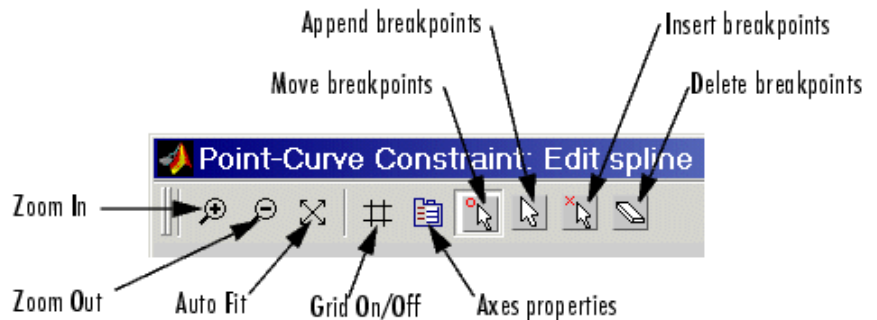 Append breakpoints
Insert breakpoints
Move breakpoints
Delete breakpoints
Point-Curve Constraint: Edit spline
Zoom In
Zoom Out
Auto Fit
Grid On/Off
Axes properties